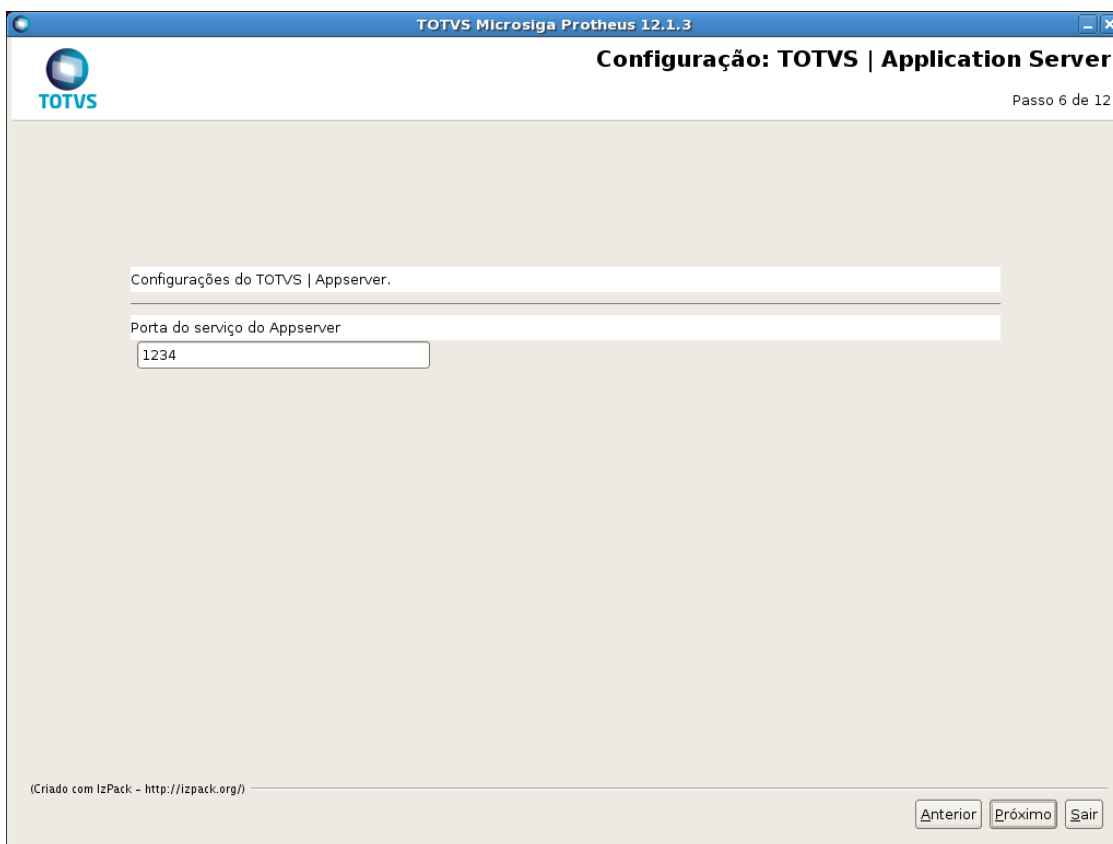 TOTVS Microsiga Protheus 12.1.3
Configuração: TOTVS | Application Server
TOTVS
Passo 6 de 12
Configurações do TOTVS | Appserver.
Porta do serviço do Appserver
1234
(Criado com IzPack - http://izpack.org/)
Anterior Próximo Sair